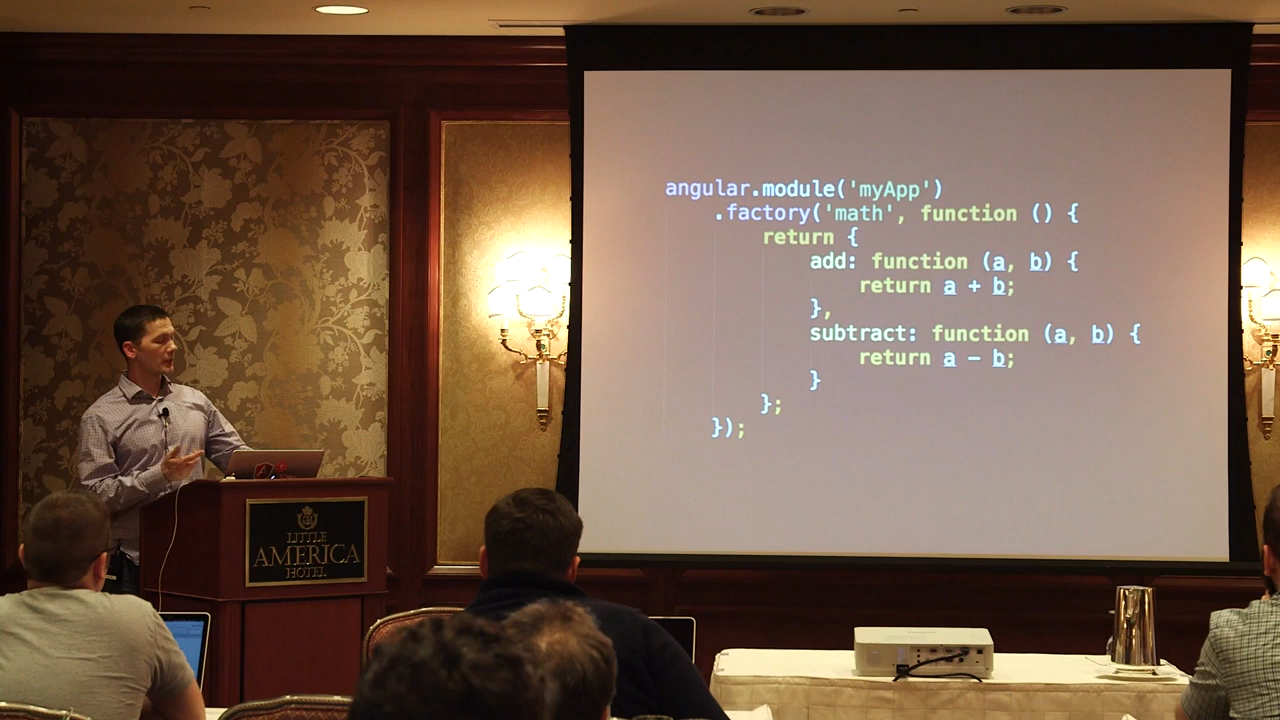 angular.module('myApp')
.factory('math', function () {
return {
add: function (a, b) {
return a + b;
},
subtract: function (a, b) {
return a − b;
}
};
});
LITTLE
AMERICA
HOTEL